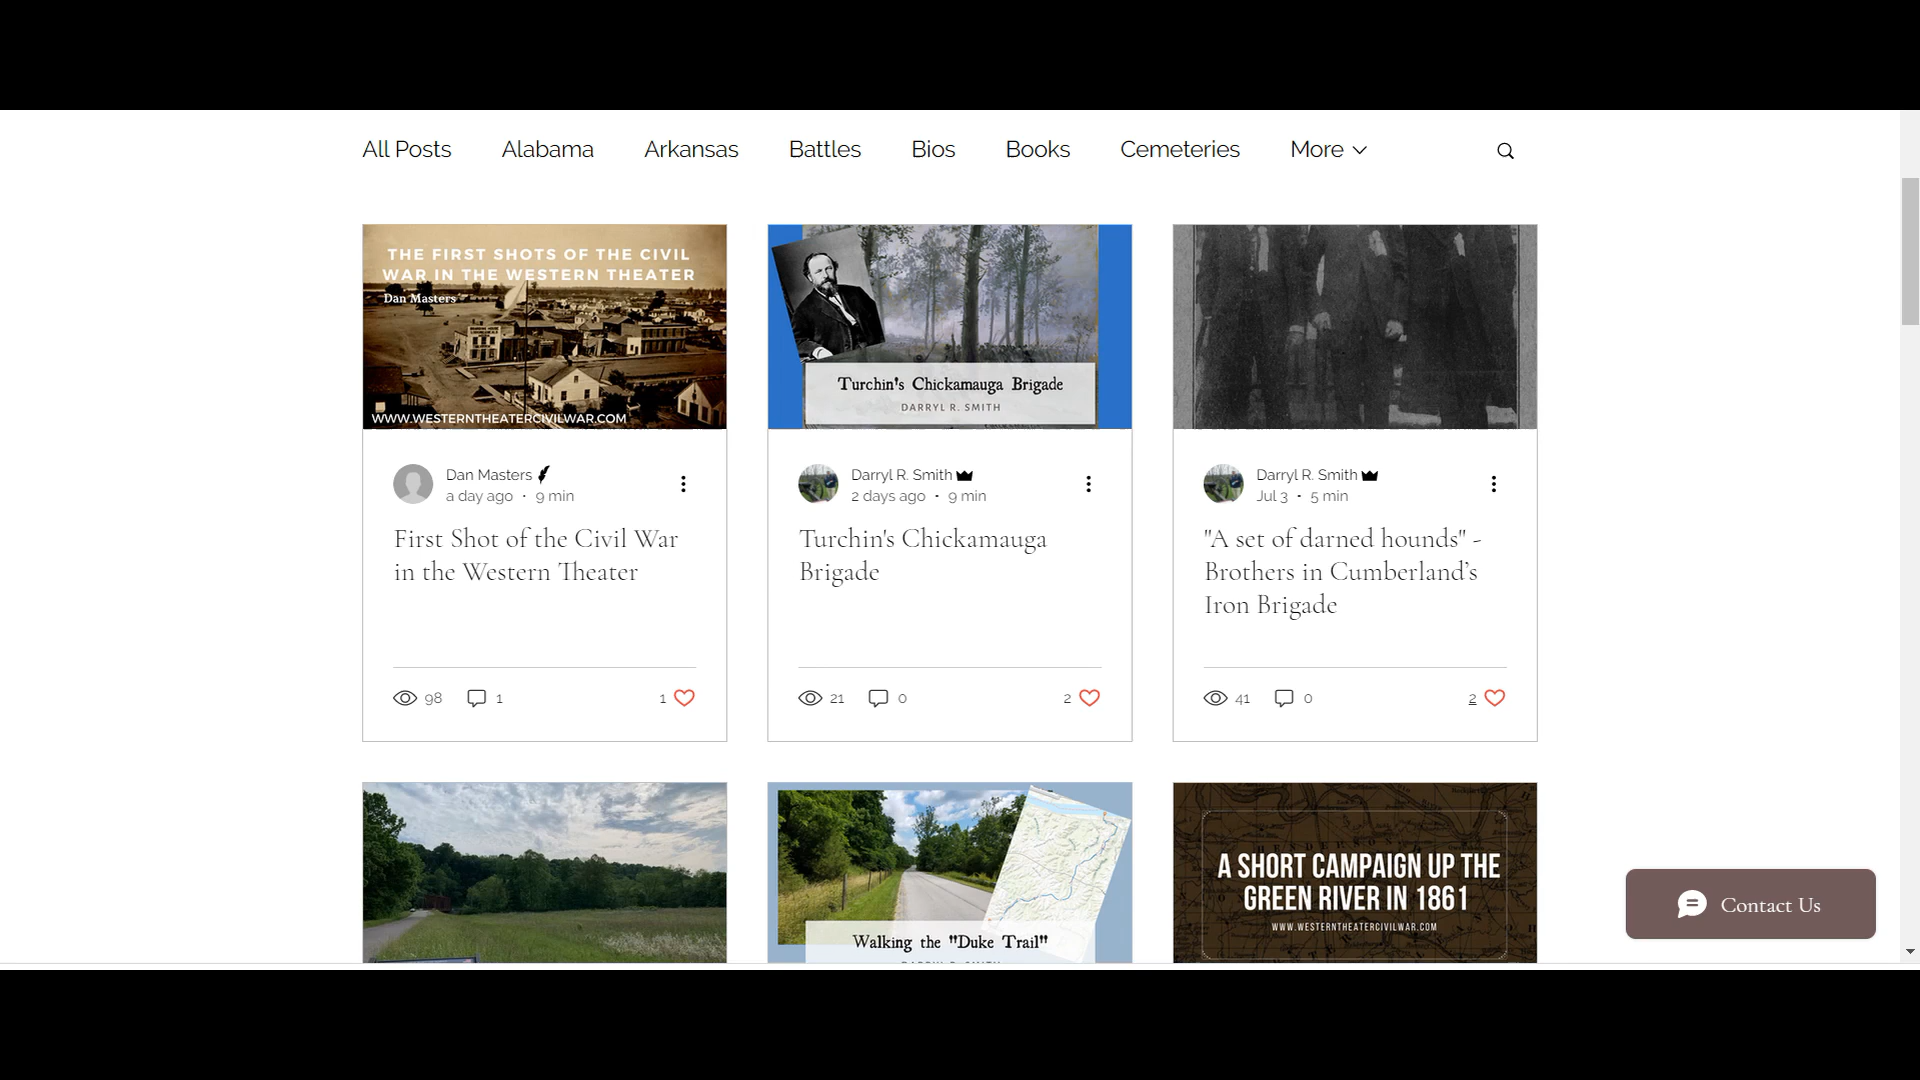 All Posts Alabama Arkansas Battles Bios Books Cemeteries More
THE FIRST SHOTS OF THE CIVIL
WAR IN THE WESTERN THEATER
Dan Masters
WWW.WESTERNTHEATERCIVILWAR.COM
Turchin's Chickamauga Brigade
DARRYL R. SMITH
Dan Masters
a day ago · 9 min
First Shot of the Civil War
in the Western Theater
98 1 1
Darryl R. Smith
2 days ago · 9 min
Turchin's Chickamauga
Brigade
21 0 2
Darryl R. Smith
Jul 3 · 5 min
"A set of darned hounds" -
Brothers in Cumberland’s
Iron Brigade
41 0 2
Walking the "Duke Trail"
A SHORT CAMPAIGN UP THE
GREEN RIVER IN 1861
WWW.WESTERNTHEATERCIVILWAR.COM
Contact Us